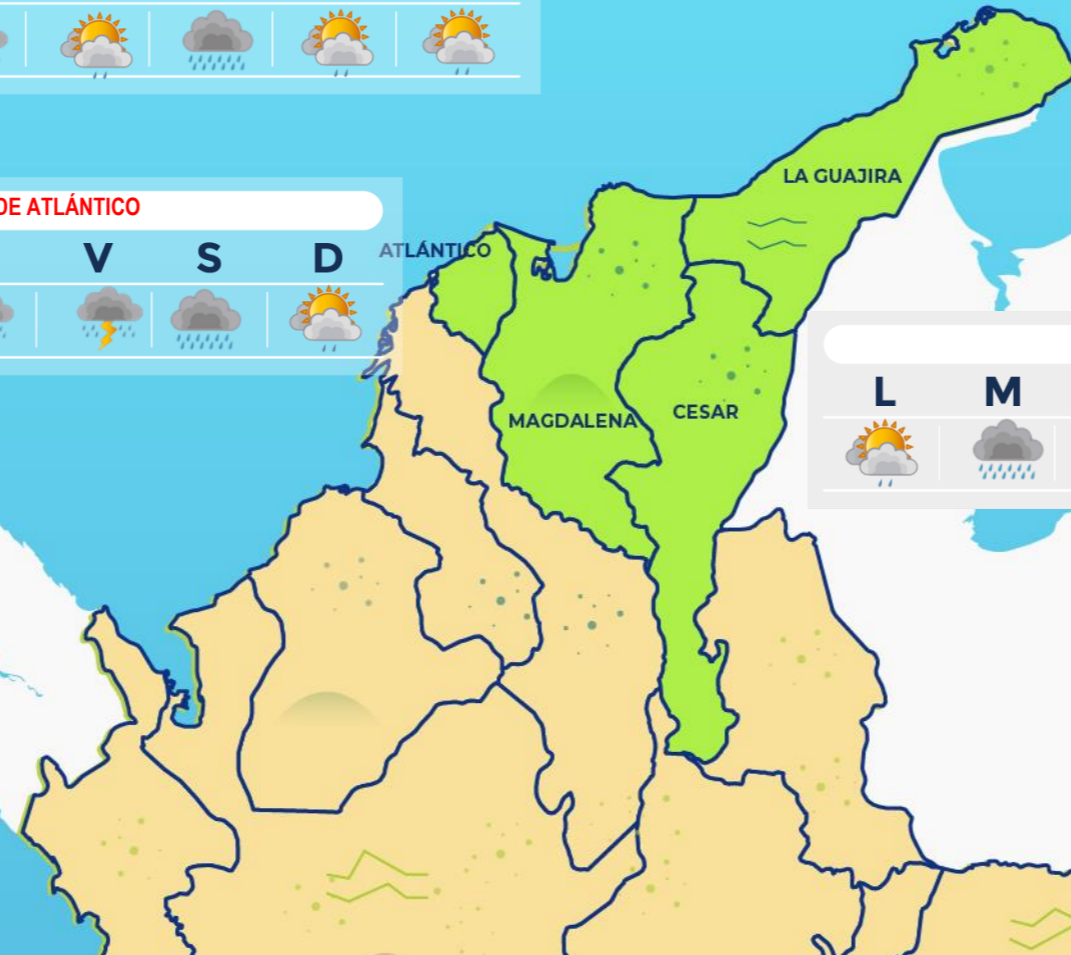 LA GUAJIRA
DE ATLÁNTICO
V S D
ATLÁNTICO
L M
MAGDALENA
CESAR